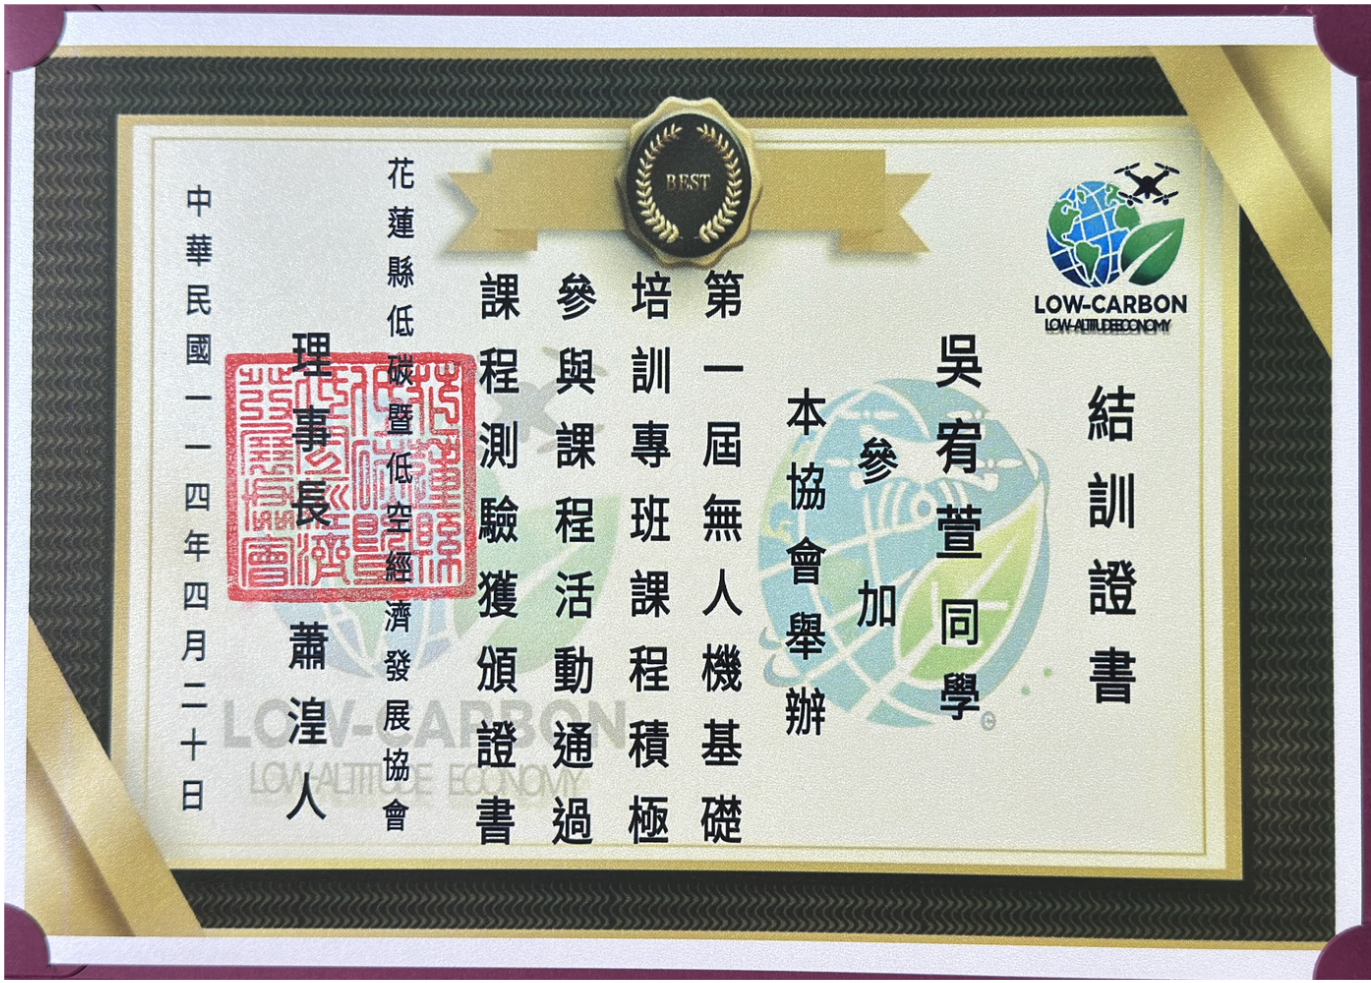 BEST
LOW-CARBON
LOW-ALTITUDE ECONOMY
結訓證書
吳宥萱同學
參加
本協會舉辦
第一屆無人機基礎
培訓專班課程積極
參與課程活動通過
課程測驗獲頒證書
花蓮縣低碳暨低空經濟發展協會
理事長 蕭湟人
中華民國一一四年四月二十日
花蓮縣低碳暨低空經濟發展協會
LOW-CARBON
LOW-ALTITUDE ECONOMY